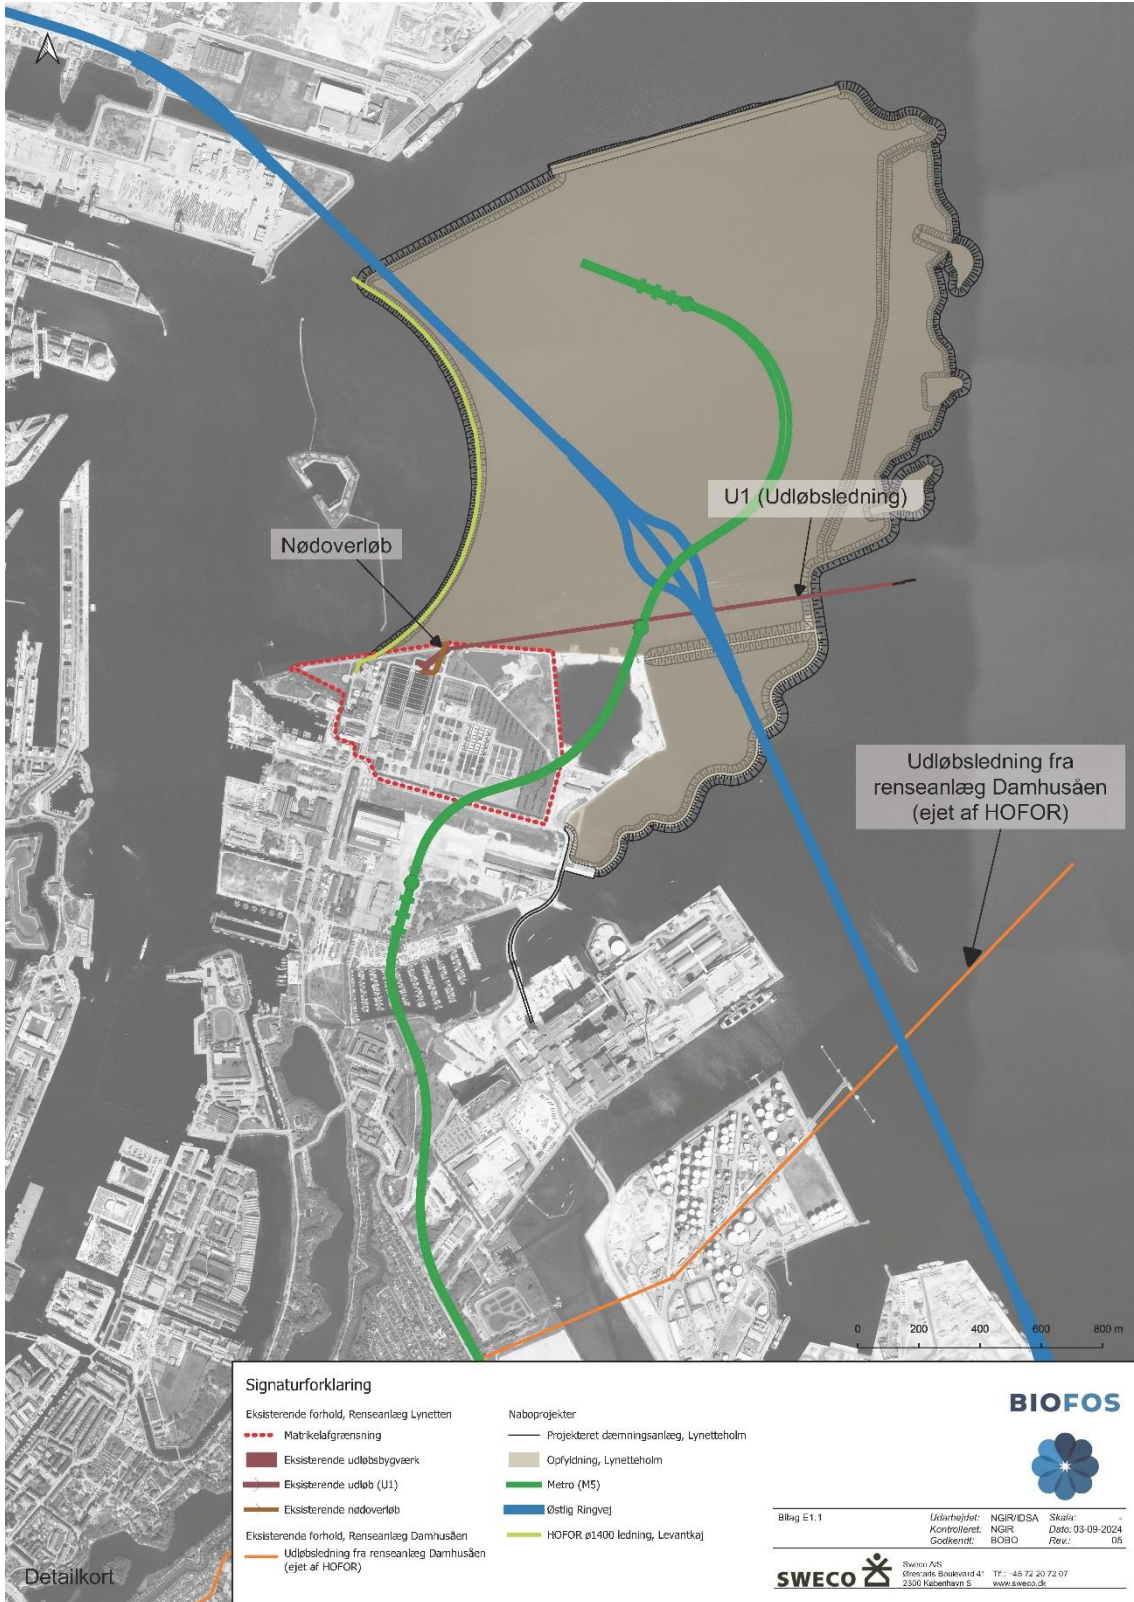 U1 (Udløbsledning)
Nødoverløb
Udløbsledning fra
renseanlæg Damhusåen
(ejet af HOFOR)
0 200 400 600 800 m
Detailkort
Signaturforklaring
Eksisterende forhold, Renseanlæg Lynetten
Matrikelafgrænsning
Eksisterende udløbsbygværk
Eksisterende udløb (U1)
Eksisterende nødoverløb
Eksisterende forhold, Renseanlæg Damhusåen
Udløbsledning fra renseanlæg Damhusåen
(ejet af HOFOR)
Naboprojekter
Projekteret dæmningsanlæg, Lynetteholm
Opfyldning, Lynetteholm
Metro (M5)
Østlig Ringvej
HOFOR ø1400 ledning, Levantkaj
BIOFOS
Bilag E1.1
Udarbejdet: NGIR/IDSA Skala: -
Kontrolleret: NGIR Dato: 03-09-2024
Godkendt: BOBO Rev.: 05
SWECO
Sweco A/S
Ørestads Boulevard 41 Tlf.: +45 72 20 72 07
2300 København S www.sweco.dk